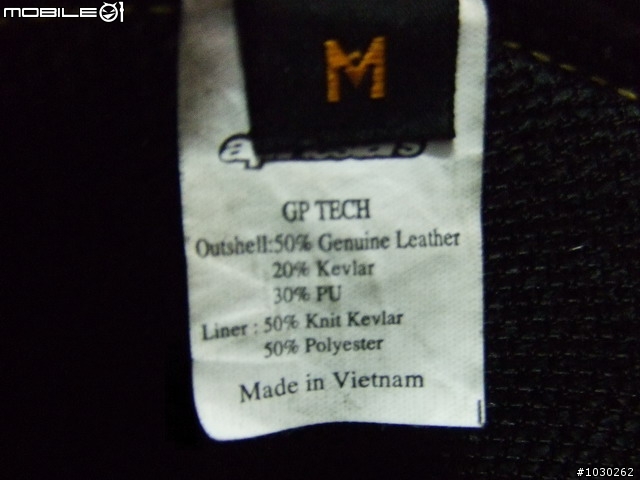 MOBILE01
M
GP TECH
Outshell:50% Genuine Leather
20% Kevlar
30% PU
Liner : 50% Knit Kevlar
50% Polyester
Made in Vietnam
#1030262